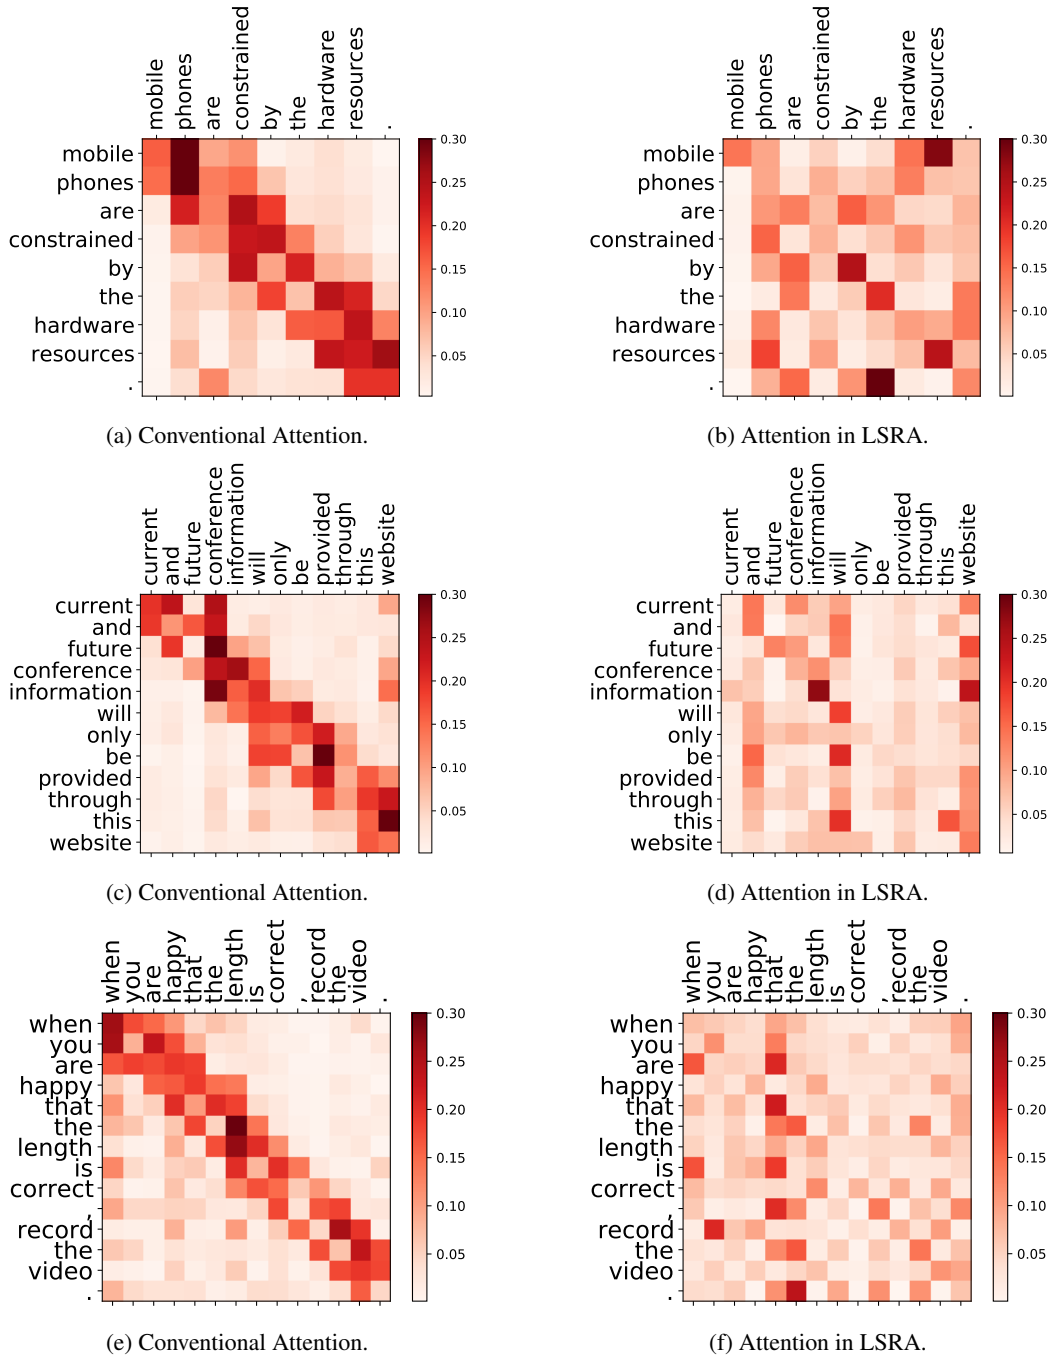 mobile phones are constrained by the hardware resources .
mobile
phones
are
constrained
by
the
hardware
resources
.
0.30
0.25
0.20
0.15
0.10
0.05
(a) Conventional Attention.
mobile phones are constrained by the hardware resources .
mobile
phones
are
constrained
by
the
hardware
resources
.
0.30
0.25
0.20
0.15
0.10
0.05
(b) Attention in LSRA.
current and future conference information will only be provided through this website
current
and
future
conference
information
will
only
be
provided
through
this
website
0.30
0.25
0.20
0.15
0.10
0.05
(c) Conventional Attention.
current and future conference information will only be provided through this website
current
and
future
conference
information
will
only
be
provided
through
this
website
0.30
0.25
0.20
0.15
0.10
0.05
(d) Attention in LSRA.
when you are happy that the length is correct , record the video .
when
you
are
happy
that
the
length
is
correct
,
record
the
video
.
0.30
0.25
0.20
0.15
0.10
0.05
(e) Conventional Attention.
when you are happy that the length is correct , record the video .
when
you
are
happy
that
the
length
is
correct
,
record
the
video
.
0.30
0.25
0.20
0.15
0.10
0.05
(f) Attention in LSRA.